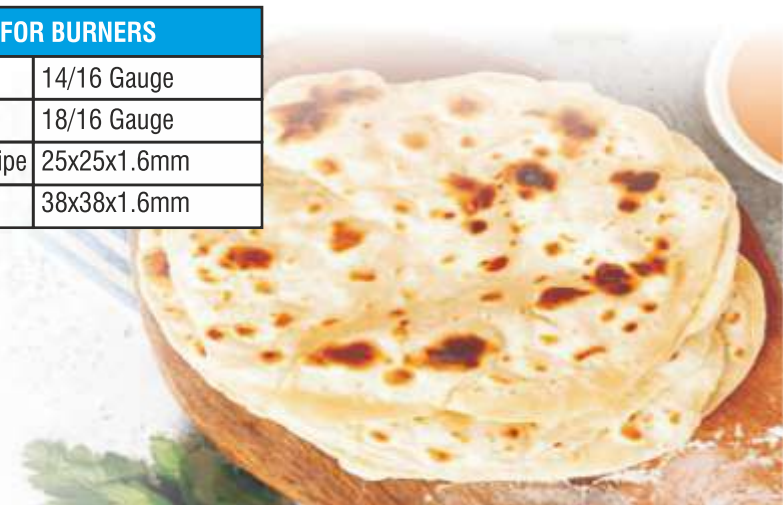 FOR BURNERS
14/16 Gauge
18/16 Gauge
ipe 25x25x1.6mm
38x38x1.6mm